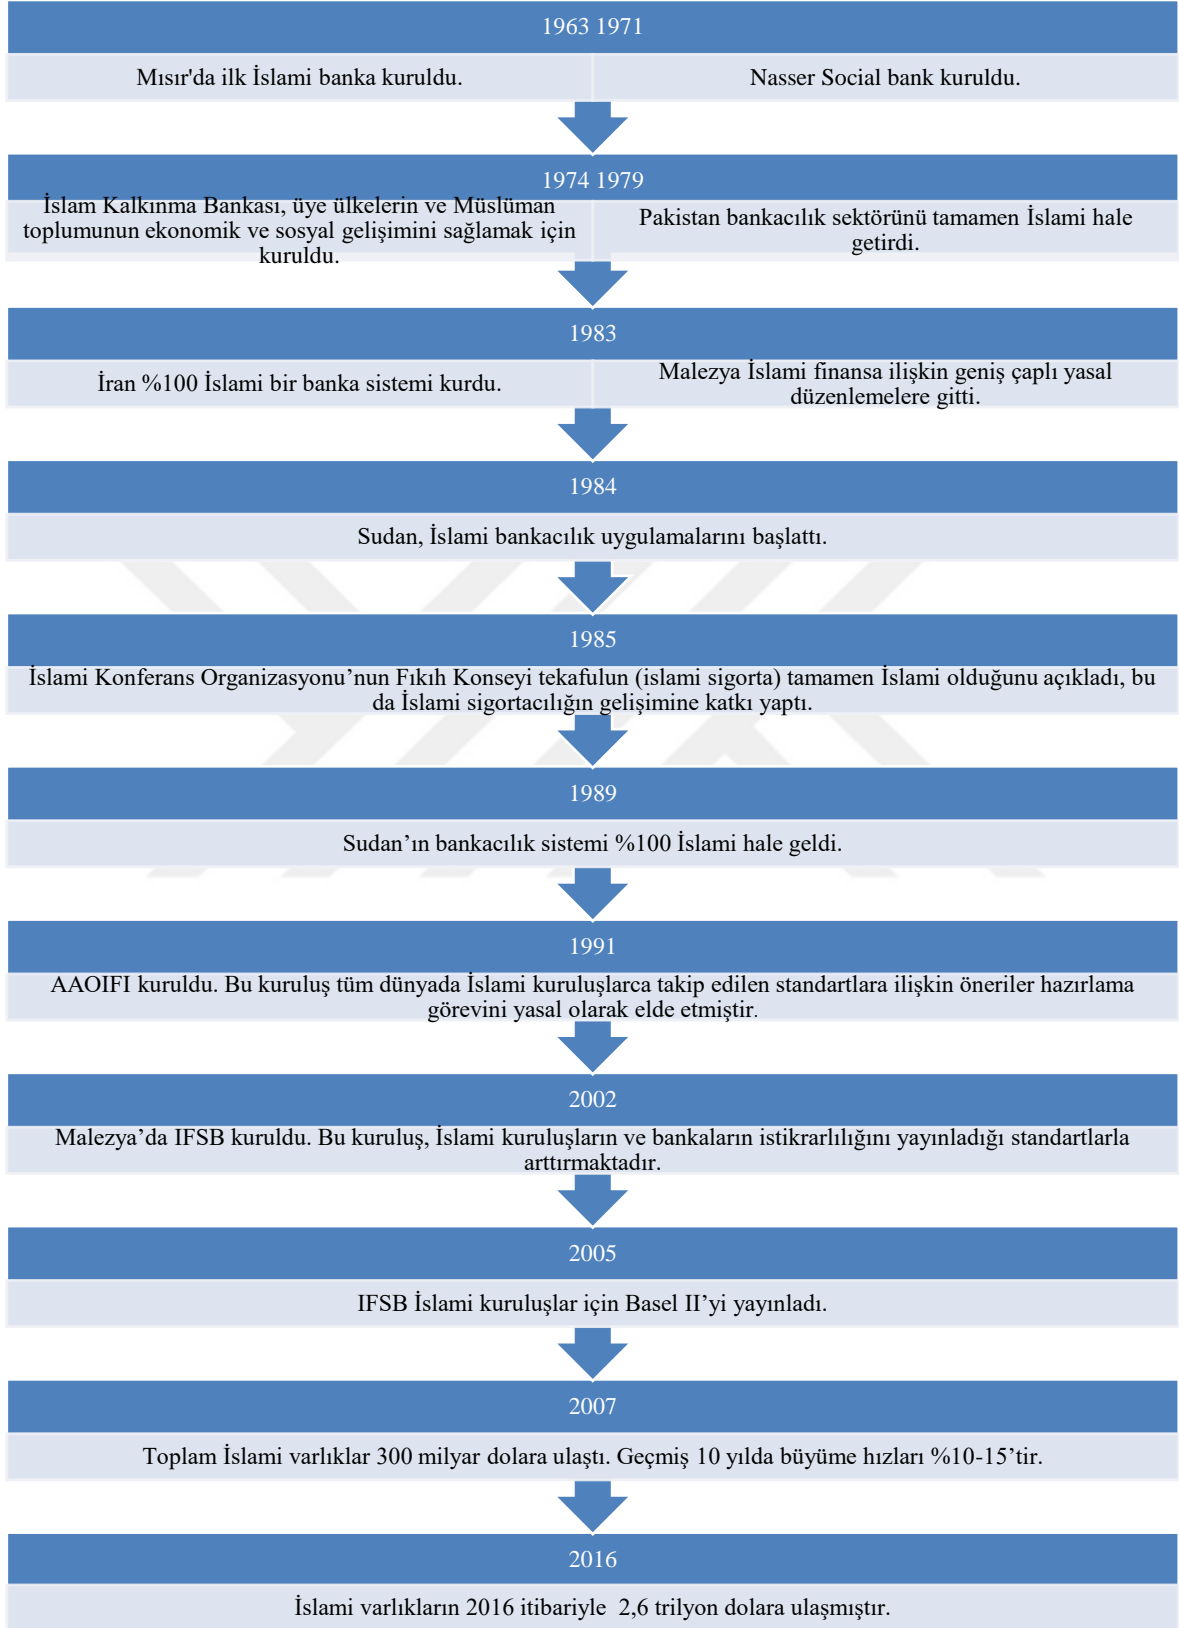 1963 1971
Mısır'da ilk İslami banka kuruldu.
Nasser Social bank kuruldu.
1974 1979
İslam Kalkınma Bankası, üye ülkelerin ve Müslüman
toplumunun ekonomik ve sosyal gelişimini sağlamak için
kuruldu.
Pakistan bankacılık sektörünü tamamen İslami hale
getirdi.
1983
İran %100 İslami bir banka sistemi kurdu.
Malezya İslami finansa ilişkin geniş çaplı yasal
düzenlemelere gitti.
1984
Sudan, İslami bankacılık uygulamalarını başlattı.
1985
İslami Konferans Organizasyonu’nun Fıkıh Konseyi tekafulun (islami sigorta) tamamen İslami olduğunu açıkladı, bu
da İslami sigortacılığın gelişimine katkı yaptı.
1989
Sudan’ın bankacılık sistemi %100 İslami hale geldi.
1991
AAOIFI kuruldu. Bu kuruluş tüm dünyada İslami kuruluşlarca takip edilen standartlara ilişkin öneriler hazırlama
görevini yasal olarak elde etmiştir.
2002
Malezya’da IFSB kuruldu. Bu kuruluş, İslami kuruluşların ve bankaların istikrarlılığını yayınladığı standartlarla
arttırmaktadır.
2005
IFSB İslami kuruluşlar için Basel II’yi yayınladı.
2007
Toplam İslami varlıklar 300 milyar dolara ulaştı. Geçmiş 10 yılda büyüme hızları %10-15’tir.
2016
İslami varlıkların 2016 itibariyle  2,6 trilyon dolara ulaşmıştır.